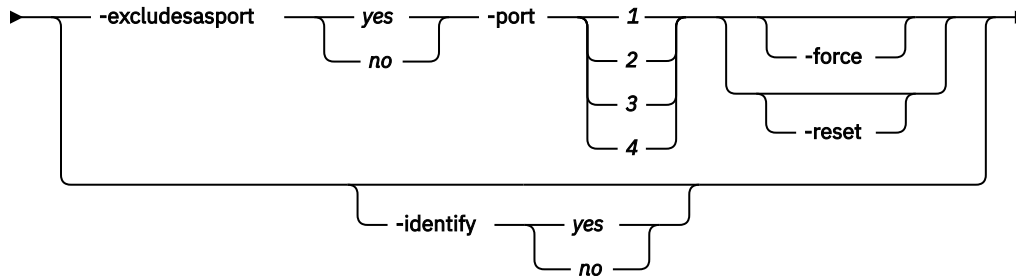 -excludesasport yes -port 1
no 2 -force
3
4 -reset
-identify yes
no